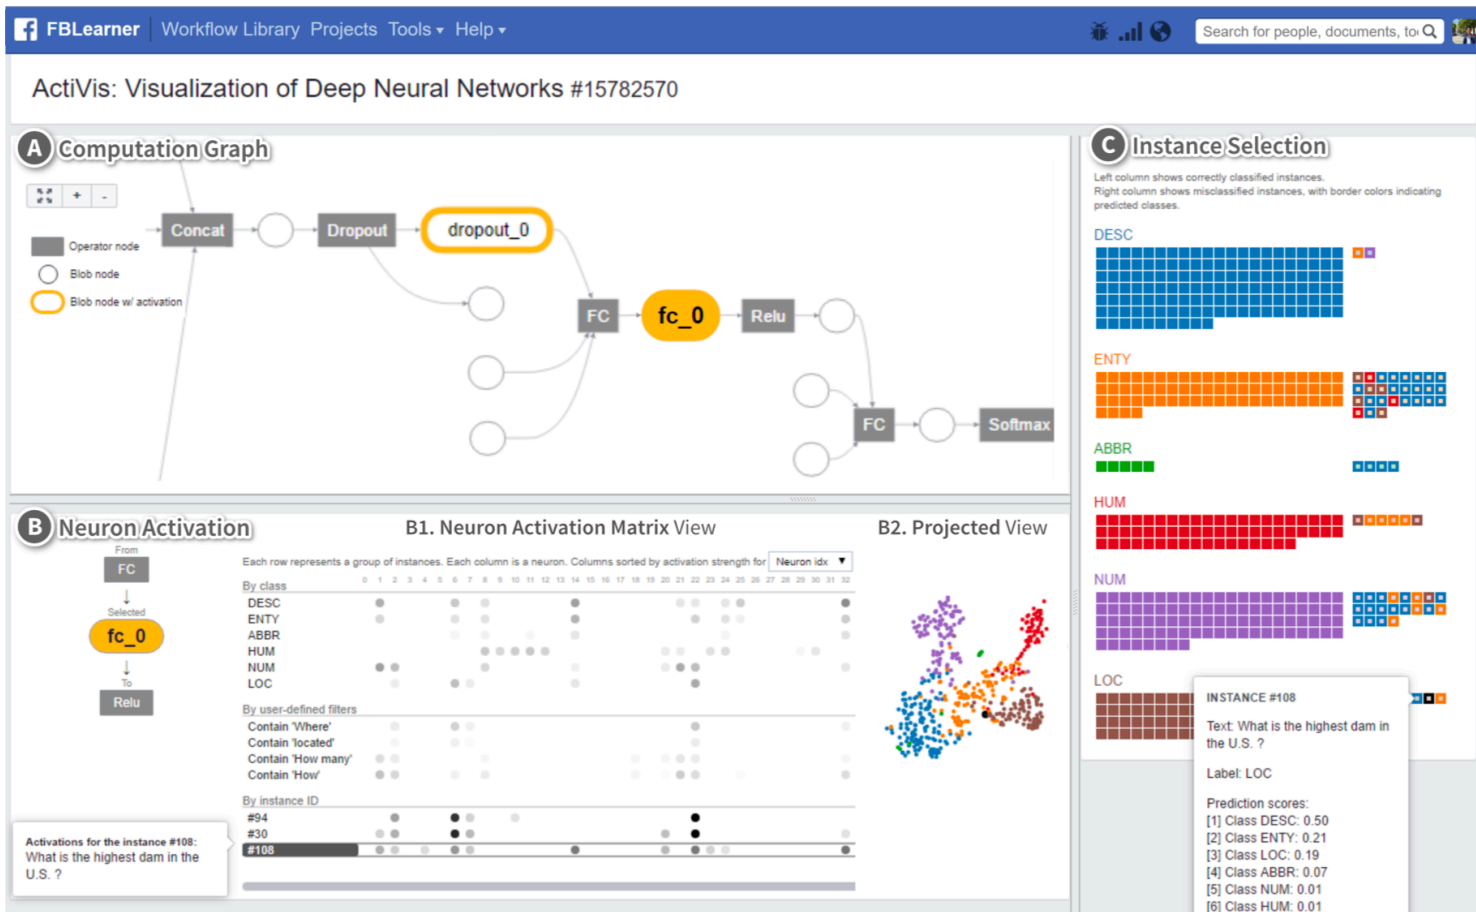 FBLearner Workflow Library Projects Tools Help Search for people, documents, to
ActiVis: Visualization of Deep Neural Networks #15782570
A Computation Graph
+ -
Operator node
Blob node
Blob node w/ activation
Concat
Dropout
dropout_0
FC
fc_0
Relu
FC
Softmax
B Neuron Activation
From
FC
Selected
fc_0
To
Relu
Activations for the instance #108:
What is the highest dam in the
U.S. ?
B1. Neuron Activation Matrix View
Each row represents a group of instances. Each column is a neuron. Columns sorted by activation strength for Neuron idx
0 1 2 3 4 5 6 7 8 9 10 11 12 13 14 15 16 17 18 19 20 21 22 23 24 25 26 27 28 29 30 31 32
By class
DESC
ENTY
ABBR
HUM
NUM
LOC
By user-defined filters
Contain 'Where'
Contain 'located'
Contain 'How many'
Contain 'How'
By instance ID
#94
#30
#108
B2. Projected View
C Instance Selection
Left column shows correctly classified instances.
Right column shows misclassified instances, with border colors indicating
predicted classes.
DESC
ENTY
ABBR
HUM
NUM
LOC
INSTANCE #108
Text: What is the highest dam in
the U.S. ?
Label: LOC
Prediction scores:
[1] Class DESC: 0.50
[2] Class ENTY: 0.21
[3] Class LOC: 0.19
[4] Class ABBR: 0.07
[5] Class NUM: 0.01
[6] Class HUM: 0.01